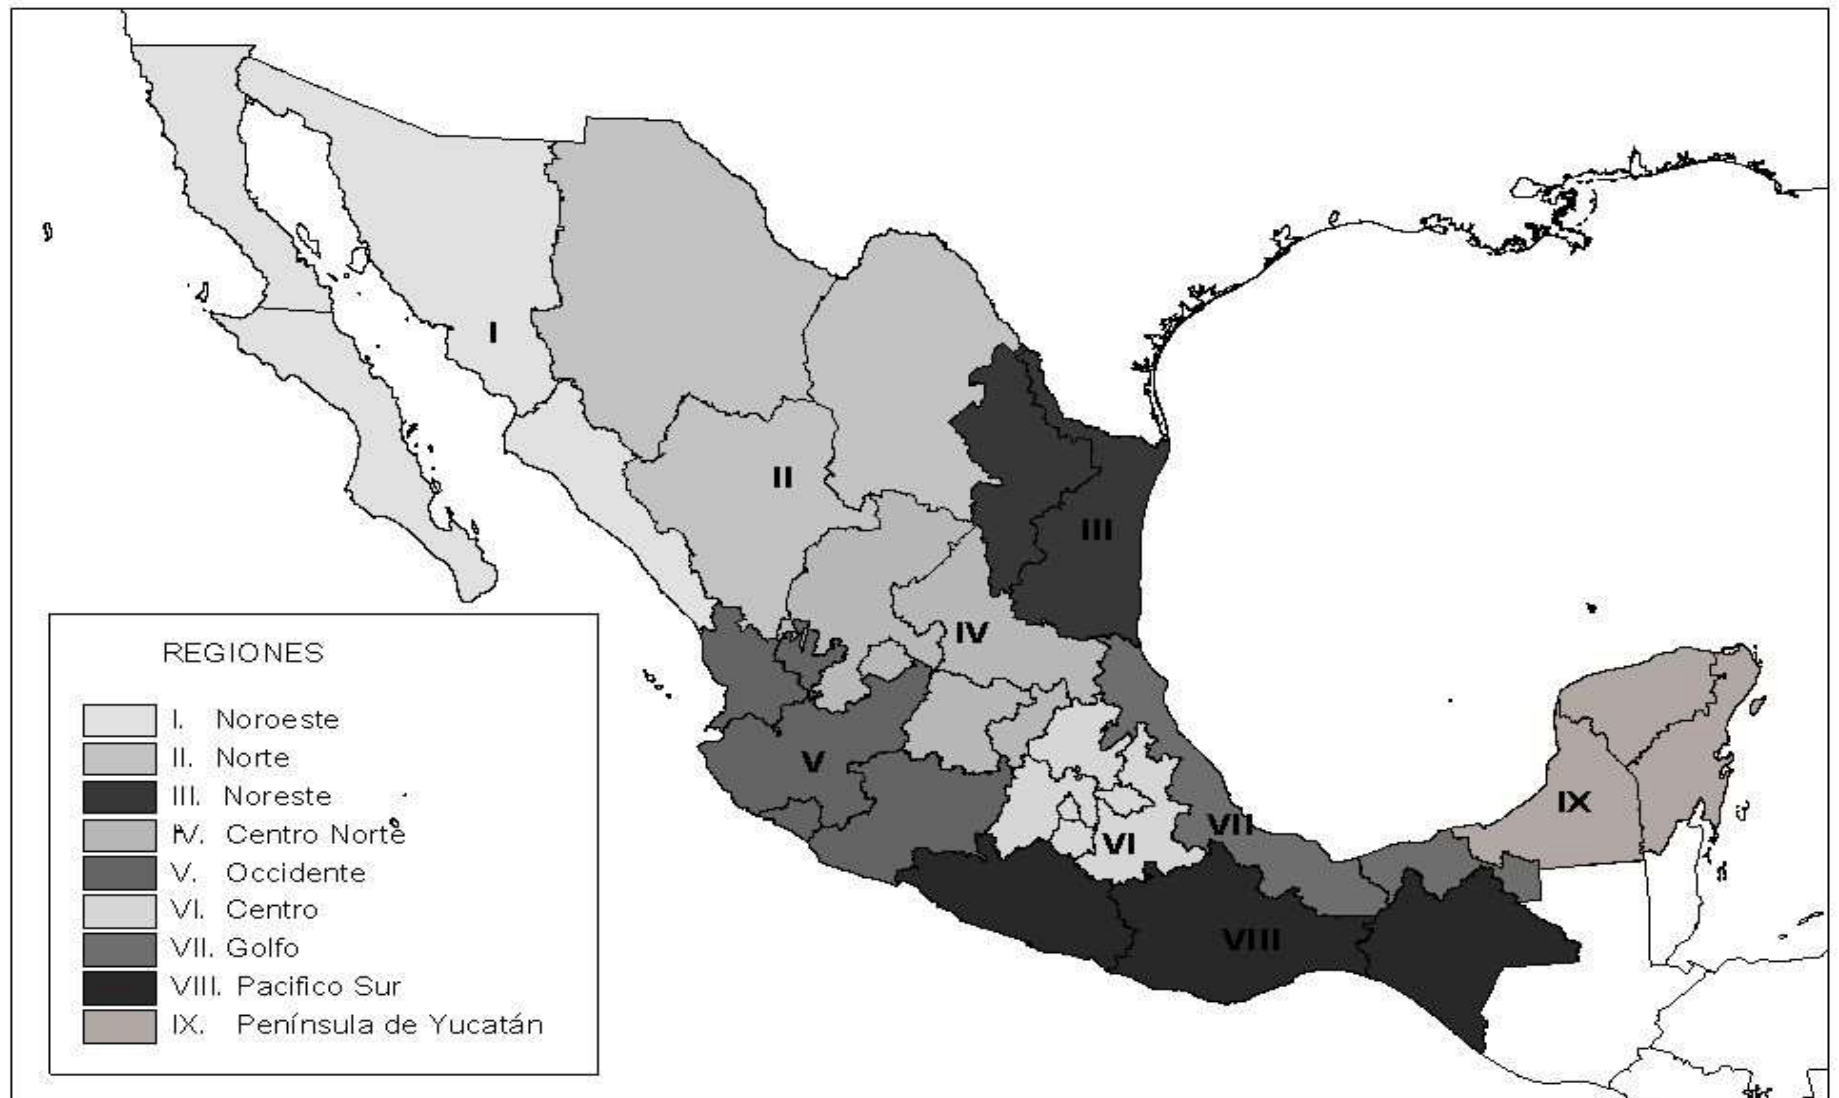 I
II
III
IV
V
VI
VII
VIII
IX
REGIONES
I. Noroeste
II. Norte
III. Noreste
IV. Centro Norte
V. Occidente
VI. Centro
VII. Golfo
VIII. Pacifico Sur
IX. Península de Yucatán